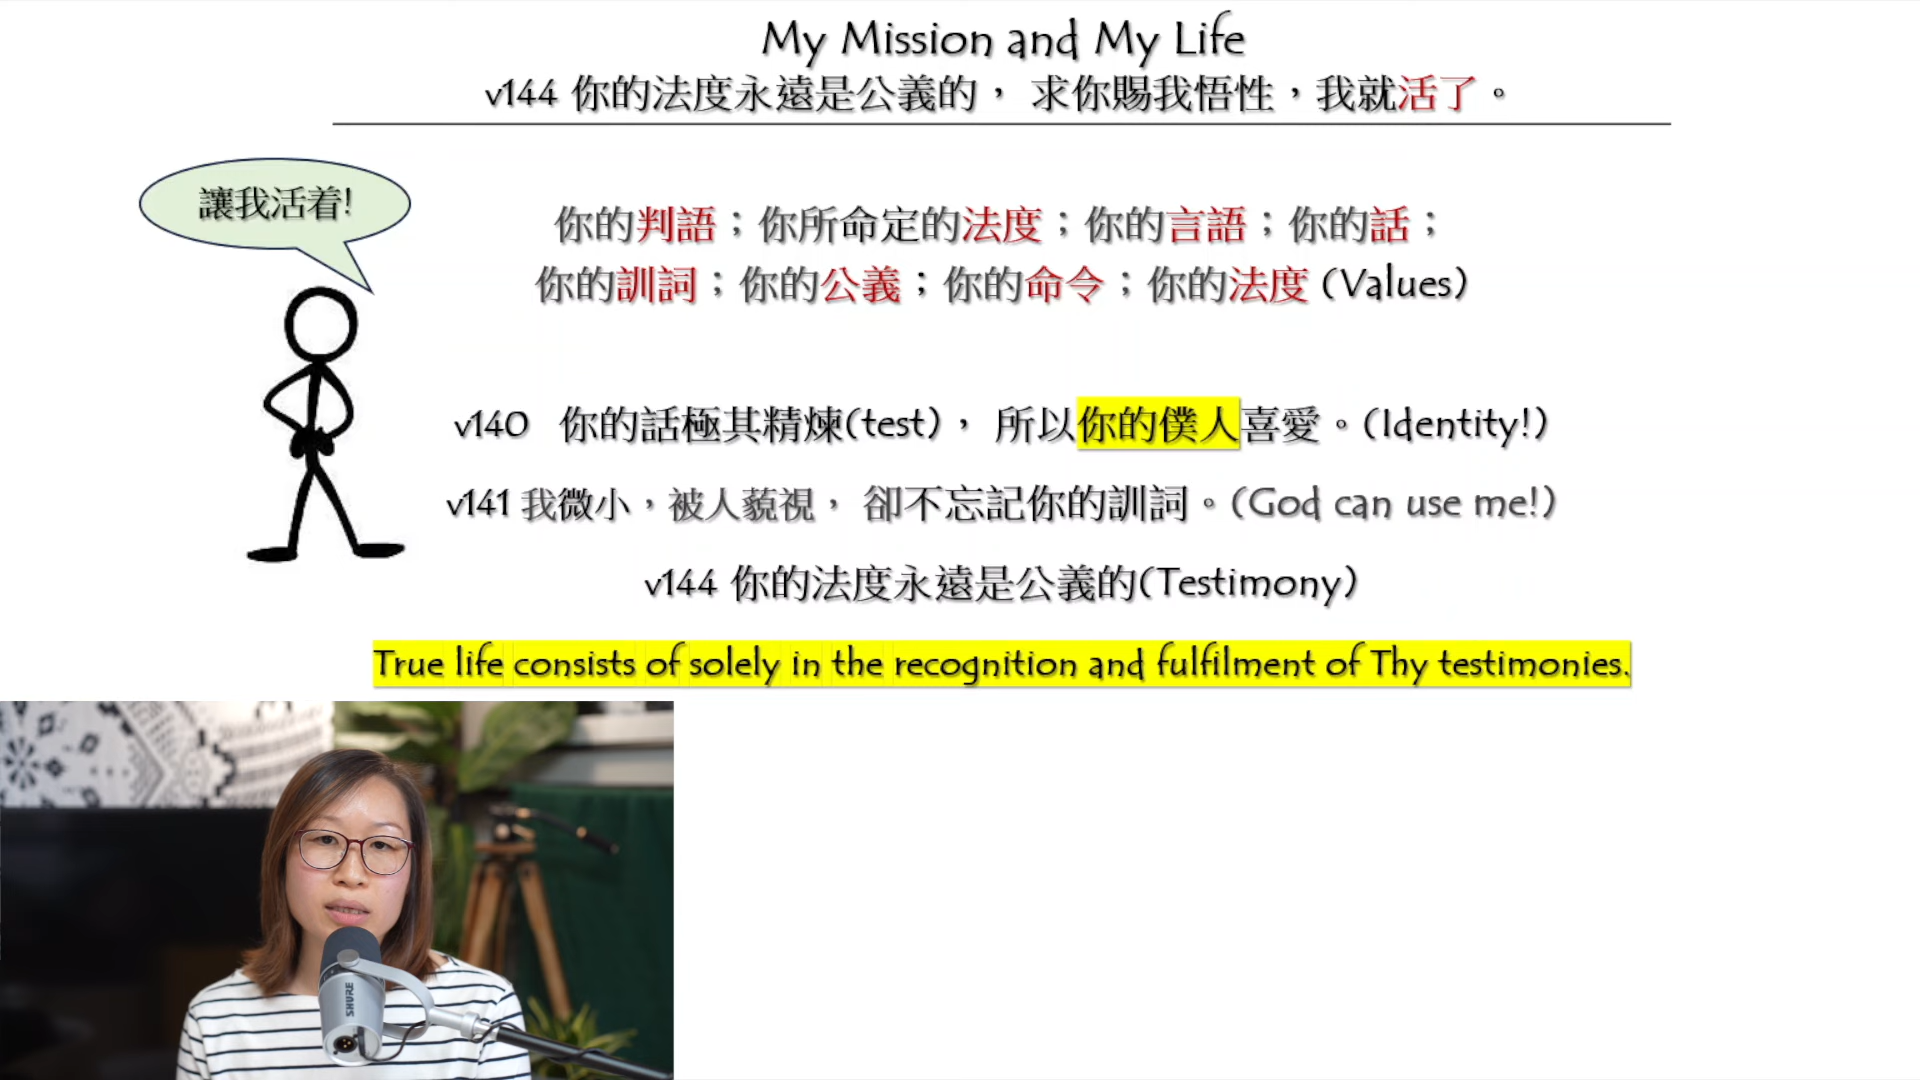 My Mission and My Life
v144 你的法度永遠是公義的， 求你賜我悟性，我就活了。
讓我活着!
你的判語；你所命定的法度；你的言語；你的話；
你的訓詞；你的公義；你的命令；你的法度 (Values)
v140 你的話極其精煉(test)， 所以你的僕人喜愛。(Identity!)
v141 我微小，被人藐視， 卻不忘記你的訓詞。(God can use me!)
v144 你的法度永遠是公義的(Testimony)
True life consists of solely in the recognition and fulfilment of Thy testimonies.
SHURE